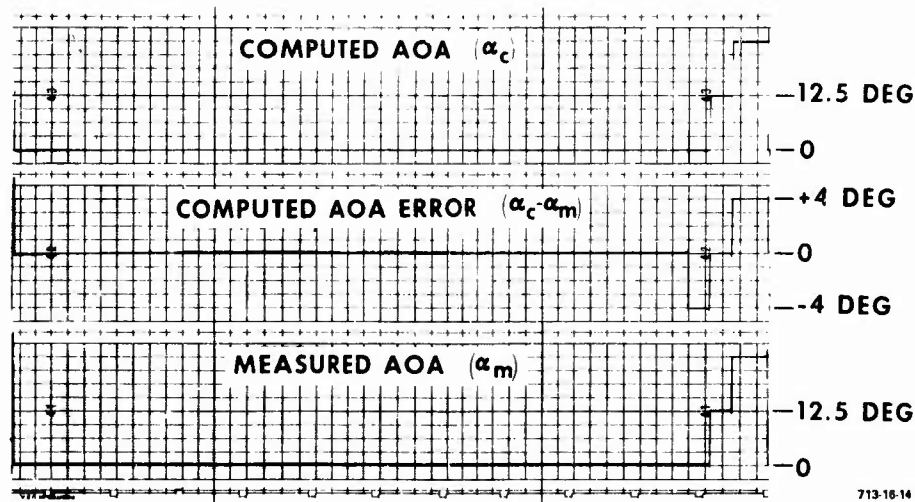 COMPUTED AOA (αc)
12.5 DEG
0
COMPUTED AOA ERROR (αc-αm)
+4 DEG
0
-4 DEG
MEASURED AOA (αm)
12.5 DEG
0
713-16-14